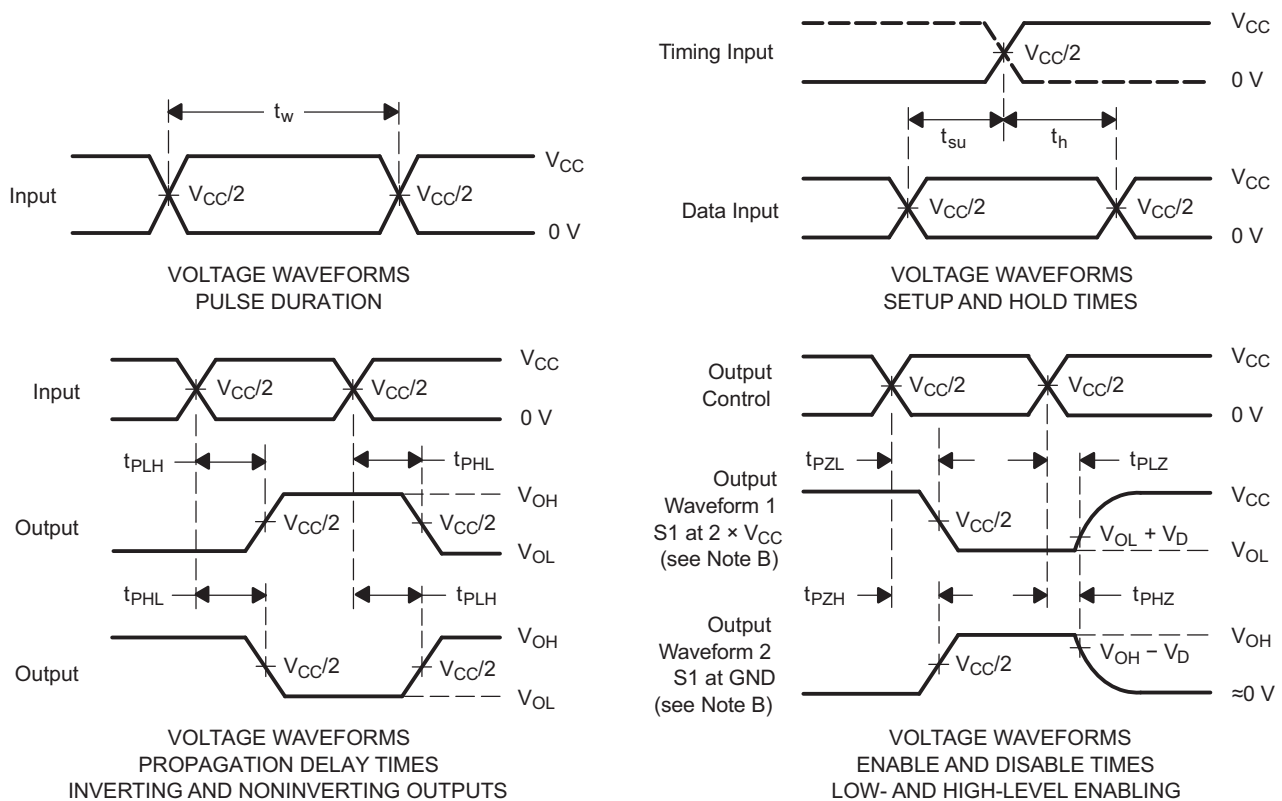 t_w
Input
V_CC/2
V_CC/2
V_CC
0 V
VOLTAGE WAVEFORMS
PULSE DURATION
Timing Input
V_CC/2
V_CC
0 V
t_su
t_h
Data Input
V_CC/2
V_CC/2
V_CC
0 V
VOLTAGE WAVEFORMS
SETUP AND HOLD TIMES
Input
V_CC/2
V_CC/2
V_CC
0 V
t_PLH
t_PHL
Output
V_CC/2
V_CC/2
V_OH
V_OL
t_PHL
t_PLH
Output
V_CC/2
V_CC/2
V_OH
V_OL
VOLTAGE WAVEFORMS
PROPAGATION DELAY TIMES
INVERTING AND NONINVERTING OUTPUTS
Output
Control
V_CC/2
V_CC/2
V_CC
0 V
t_PZL
t_PLZ
Output
Waveform 1
S1 at 2 × V_CC
(see Note B)
V_CC/2
V_OL + V_D
V_CC
V_OL
t_PZH
t_PHZ
Output
Waveform 2
S1 at GND
(see Note B)
V_CC/2
V_OH − V_D
V_OH
≈0 V
VOLTAGE WAVEFORMS
ENABLE AND DISABLE TIMES
LOW- AND HIGH-LEVEL ENABLING